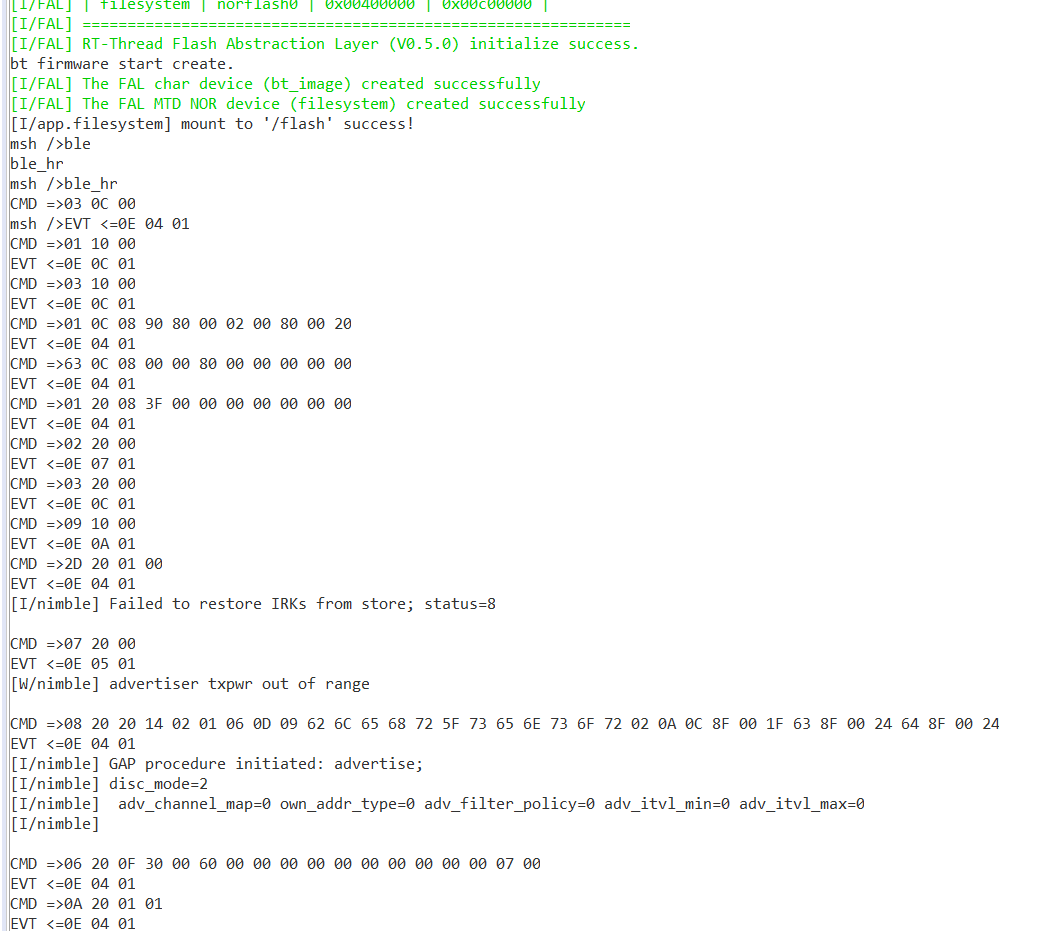 [I/FAL] | filesystem | norflash0 | 0x00400000 | 0x00c00000 |
[I/FAL] =============================================================
[I/FAL] RT-Thread Flash Abstraction Layer (V0.5.0) initialize success.
bt firmware start create.
[I/FAL] The FAL char device (bt_image) created successfully
[I/FAL] The FAL MTD NOR device (filesystem) created successfully
[I/app.filesystem] mount to '/flash' success!
msh />ble
ble_hr
msh />ble_hr
CMD =>03 0C 00
msh />EVT <=0E 04 01
CMD =>01 10 00
EVT <=0E 0C 01
CMD =>03 10 00
EVT <=0E 0C 01
CMD =>01 0C 08 90 80 00 02 00 80 00 20
EVT <=0E 04 01
CMD =>63 0C 08 00 00 80 00 00 00 00 00
EVT <=0E 04 01
CMD =>01 20 08 3F 00 00 00 00 00 00 00
EVT <=0E 04 01
CMD =>02 20 00
EVT <=0E 07 01
CMD =>03 20 00
EVT <=0E 0C 01
CMD =>09 10 00
EVT <=0E 0A 01
CMD =>2D 20 01 00
EVT <=0E 04 01
[I/nimble] Failed to restore IRKs from store; status=8
CMD =>07 20 00
EVT <=0E 05 01
[W/nimble] advertiser txpwr out of range
CMD =>08 20 20 14 02 01 06 0D 09 62 6C 65 68 72 5F 73 65 6E 73 6F 72 02 0A 0C 8F 00 1F 63 8F 00 24 64 8F 00 24
EVT <=0E 04 01
[I/nimble] GAP procedure initiated: advertise;
[I/nimble] disc_mode=2
[I/nimble]  adv_channel_map=0 own_addr_type=0 adv_filter_policy=0 adv_itvl_min=0 adv_itvl_max=0
[I/nimble]
CMD =>06 20 0F 30 00 60 00 00 00 00 00 00 00 00 00 00 07 00
EVT <=0E 04 01
CMD =>0A 20 01 01
EVT <=0E 04 01